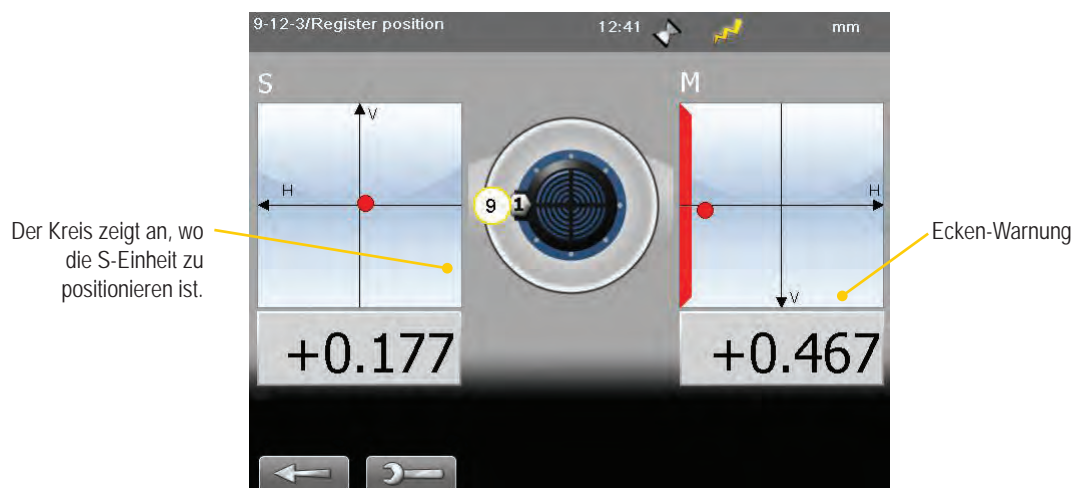 9-12-3/Register position 12:41 mm
S
M
V
H
9 1
H
V
Der Kreis zeigt an, wo
die S-Einheit zu
positionieren ist.
Ecken-Warnung
+0.177
+0.467